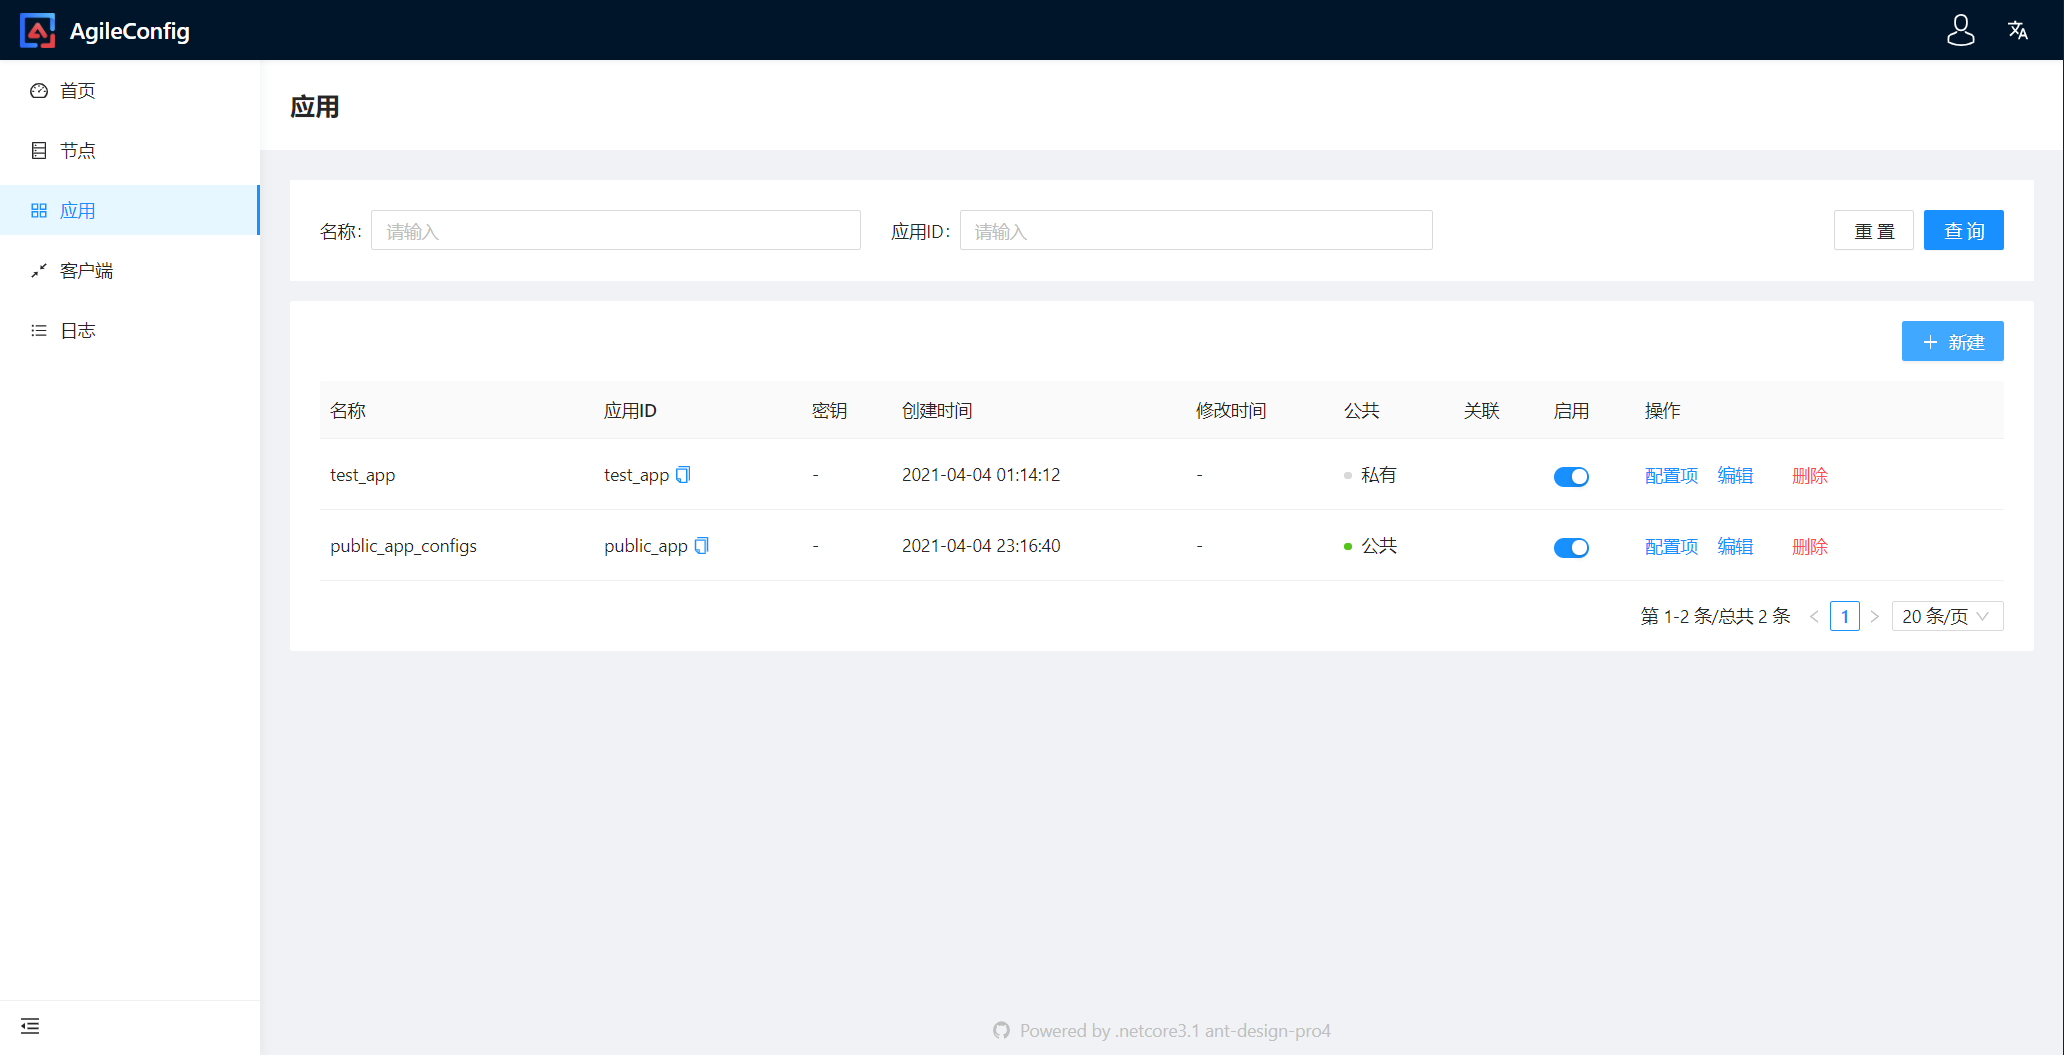 AgileConfig
首页
节点
应用
客户端
日志
应用
名称: 请输入 应用ID: 请输入 重 置 查 询
新建
名称 应用ID 密钥 创建时间 修改时间 公共 关联 启用 操作
test_app test_app - 2021-04-04 01:14:12 - 私有 配置项 编辑 删除
public_app_configs public_app - 2021-04-04 23:16:40 - 公共 配置项 编辑 删除
第 1-2 条/总共 2 条 < 1 > 20 条/页
Powered by .netcore3.1 ant-design-pro4